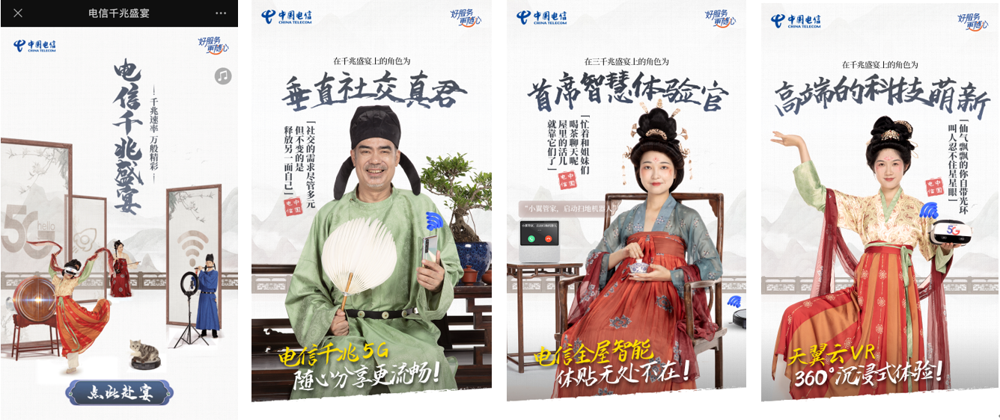 电信千兆盛宴
中国电信
CHINA TELECOM
好服务
更随心
电信千兆盛宴
千兆速率 万般精彩
5G
hello
点此赴宴
中国电信
CHINA TELECOM
好服务
更随心
在千兆盛宴上的角色为
垂直社交真君
社交的需求尽管多元
但不变的是
释放另一面自己
中国
电信
电信千兆5G
随心分享更流畅!
中国电信
CHINA TELECOM
好服务
更随心
在三千兆盛宴上的角色为
首席智慧体验官
忙着和姐妹们
喝茶聊天呢
屋里的活儿
就靠它们了
中国
电信
“小翼管家，启动扫地机器人”
小翼管家，启动扫地机器人
电信全屋智能
体贴无处不在!
中国电信
CHINA TELECOM
好服务
更随心
在千兆盛宴上的角色为
高端的科技萌新
仙气飘飘的你自带光环
叫人忍不住星星眼
中国
电信
5G
天翼云VR
360°沉浸式体验!